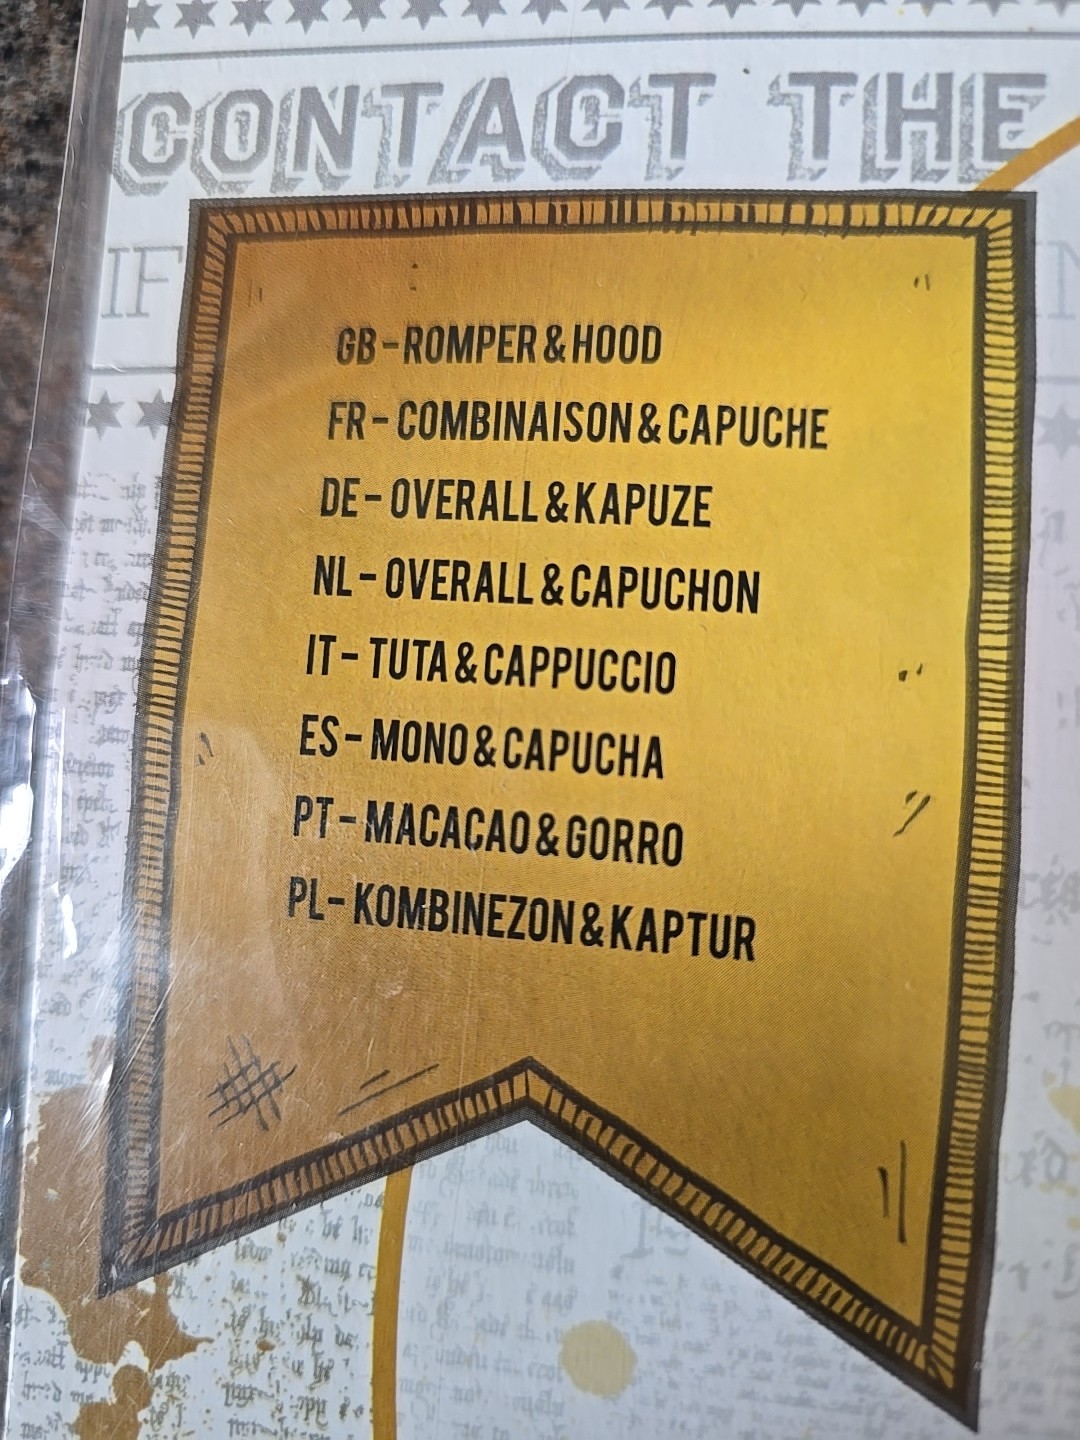 CONTACT THE
IF
GB - ROMPER & HOOD
FR - COMBINAISON & CAPUCHE
DE - OVERALL & KAPUZE
NL - OVERALL & CAPUCHON
IT - TUTA & CAPPUCCIO
ES - MONO & CAPUCHA
PT - MACACAO & GORRO
PL - KOMBINEZON & KAPTUR